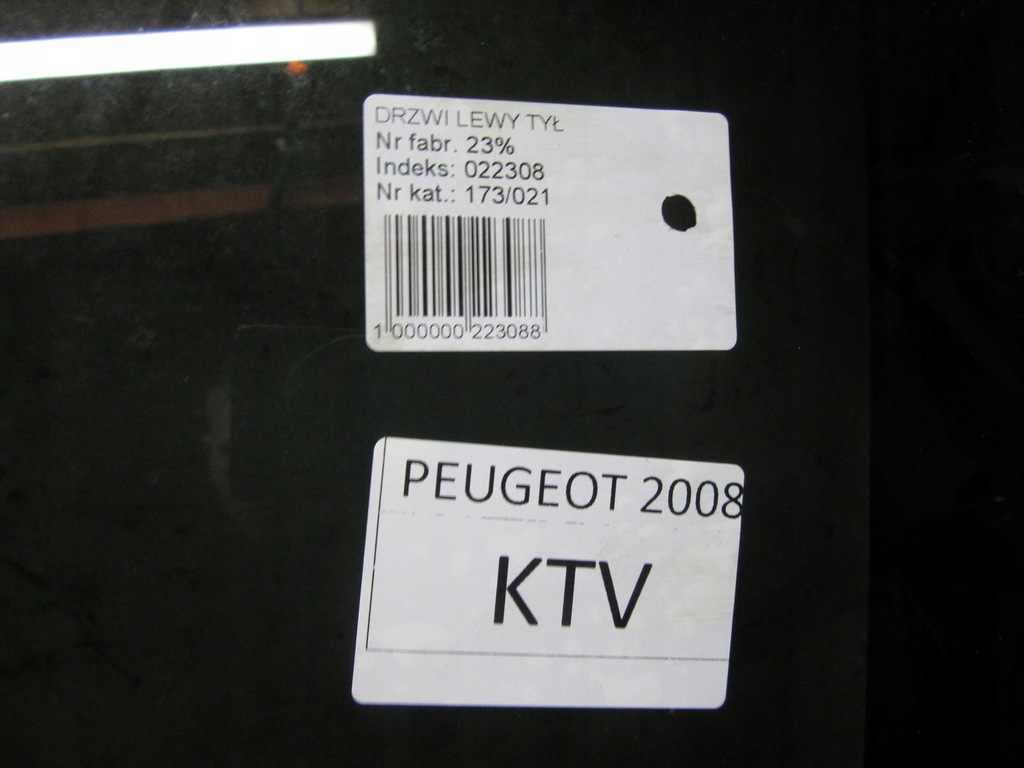 DRZWI LEWY TYŁ
Nr fabr. 23%
Indeks: 022308
Nr kat.: 173/021
1 000000 223088
PEUGEOT 2008
KTV